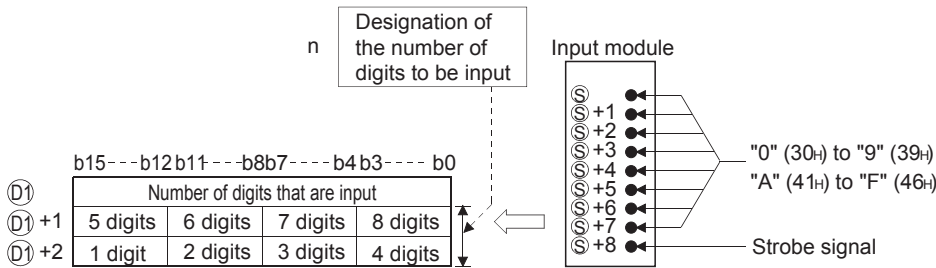 n
Designation of
the number of
digits to be input
Input module
Ⓢ
Ⓢ +1
Ⓢ +2
Ⓢ +3
Ⓢ +4
Ⓢ +5
Ⓢ +6
Ⓢ +7
Ⓢ +8
"0" (30H) to "9" (39H)
"A" (41H) to "F" (46H)
Strobe signal
b15----b12 b11----b8 b7-----b4 b3---- b0
D1 Number of digits that are input
D1 +1 5 digits 6 digits 7 digits 8 digits
D1 +2 1 digit 2 digits 3 digits 4 digits